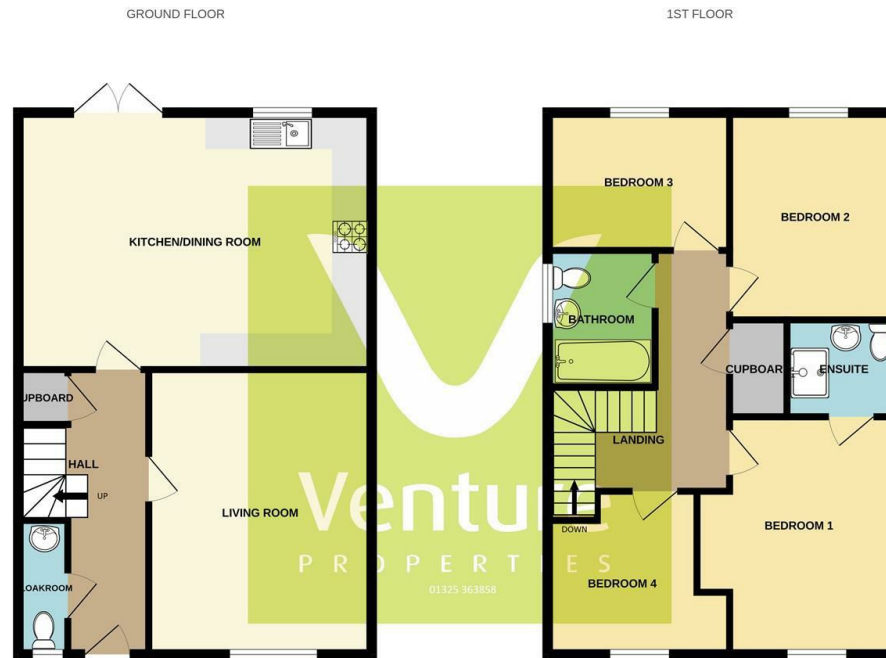 GROUND FLOOR
1ST FLOOR
KITCHEN/DINING ROOM
UPBOARD
HALL
UP
LIVING ROOM
LOAKROOM
BEDROOM 3
BEDROOM 2
BATHROOM
CUPBOAR
ENSUITE
LANDING
DOWN
BEDROOM 1
BEDROOM 4
Venture
PROPERTIES
01325 363858